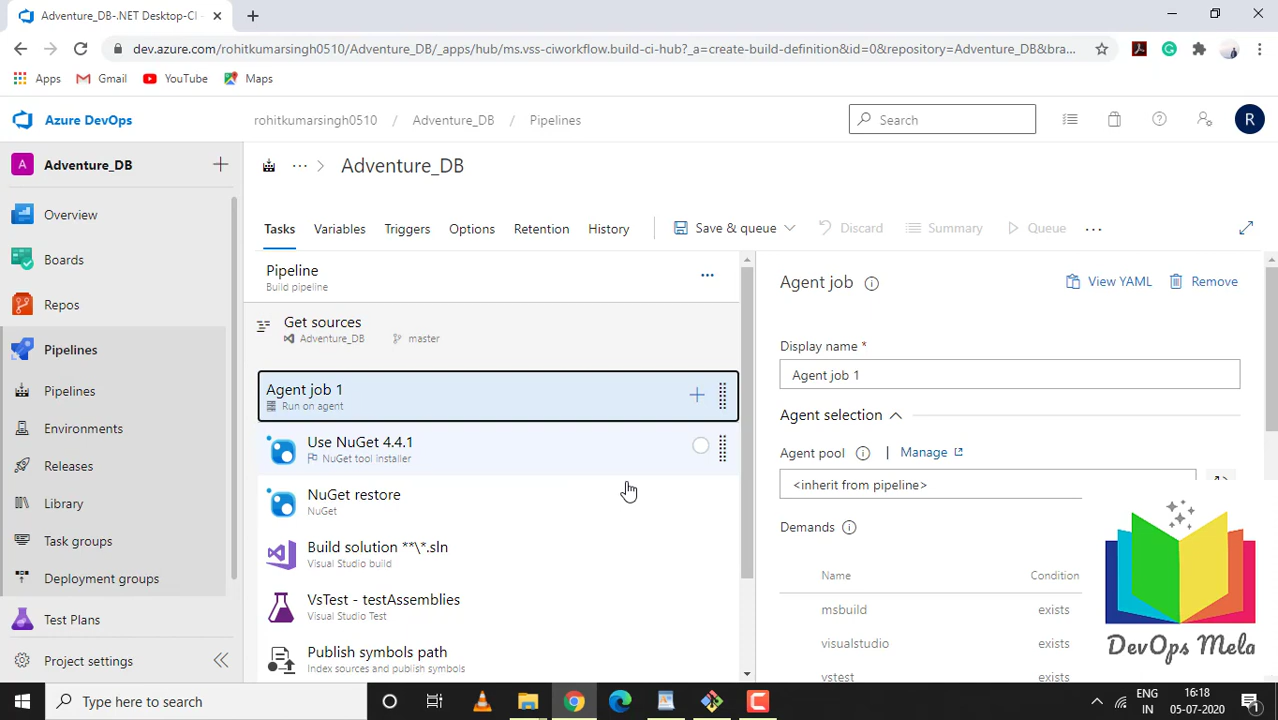 Adventure_DB-.NET Desktop-CI -
dev.azure.com/rohitkumarsingh0510/Adventure_DB/_apps/hub/ms.vss-ciworkflow.build-ci-hub?_a=create-build-definition&id=0&repository=Adventure_DB&bra...
Apps Gmail YouTube Maps
Azure DevOps rohitkumarsingh0510 / Adventure_DB / Pipelines Search R
A Adventure_DB
... > Adventure_DB
Overview
Boards
Repos
Pipelines
Pipelines
Environments
Releases
Library
Task groups
Deployment groups
Test Plans
Project settings
Tasks Variables Triggers Options Retention History Save & queue Discard Summary Queue ...
Pipeline ...
Build pipeline
Get sources
Adventure_DB master
Agent job 1
Run on agent
Use NuGet 4.4.1
NuGet tool installer
NuGet restore
NuGet
Build solution **\*.sln
Visual Studio build
VsTest - testAssemblies
Visual Studio Test
Publish symbols path
Index sources and publish symbols
Agent job View YAML Remove
Display name *
Agent job 1
Agent selection
Agent pool | Manage
<inherit from pipeline>
Demands
Name Condition
msbuild exists
visualstudio exists
vstest exists
DevOps Mela
Type here to search
ENG
IN
16:18
05-07-2020
1